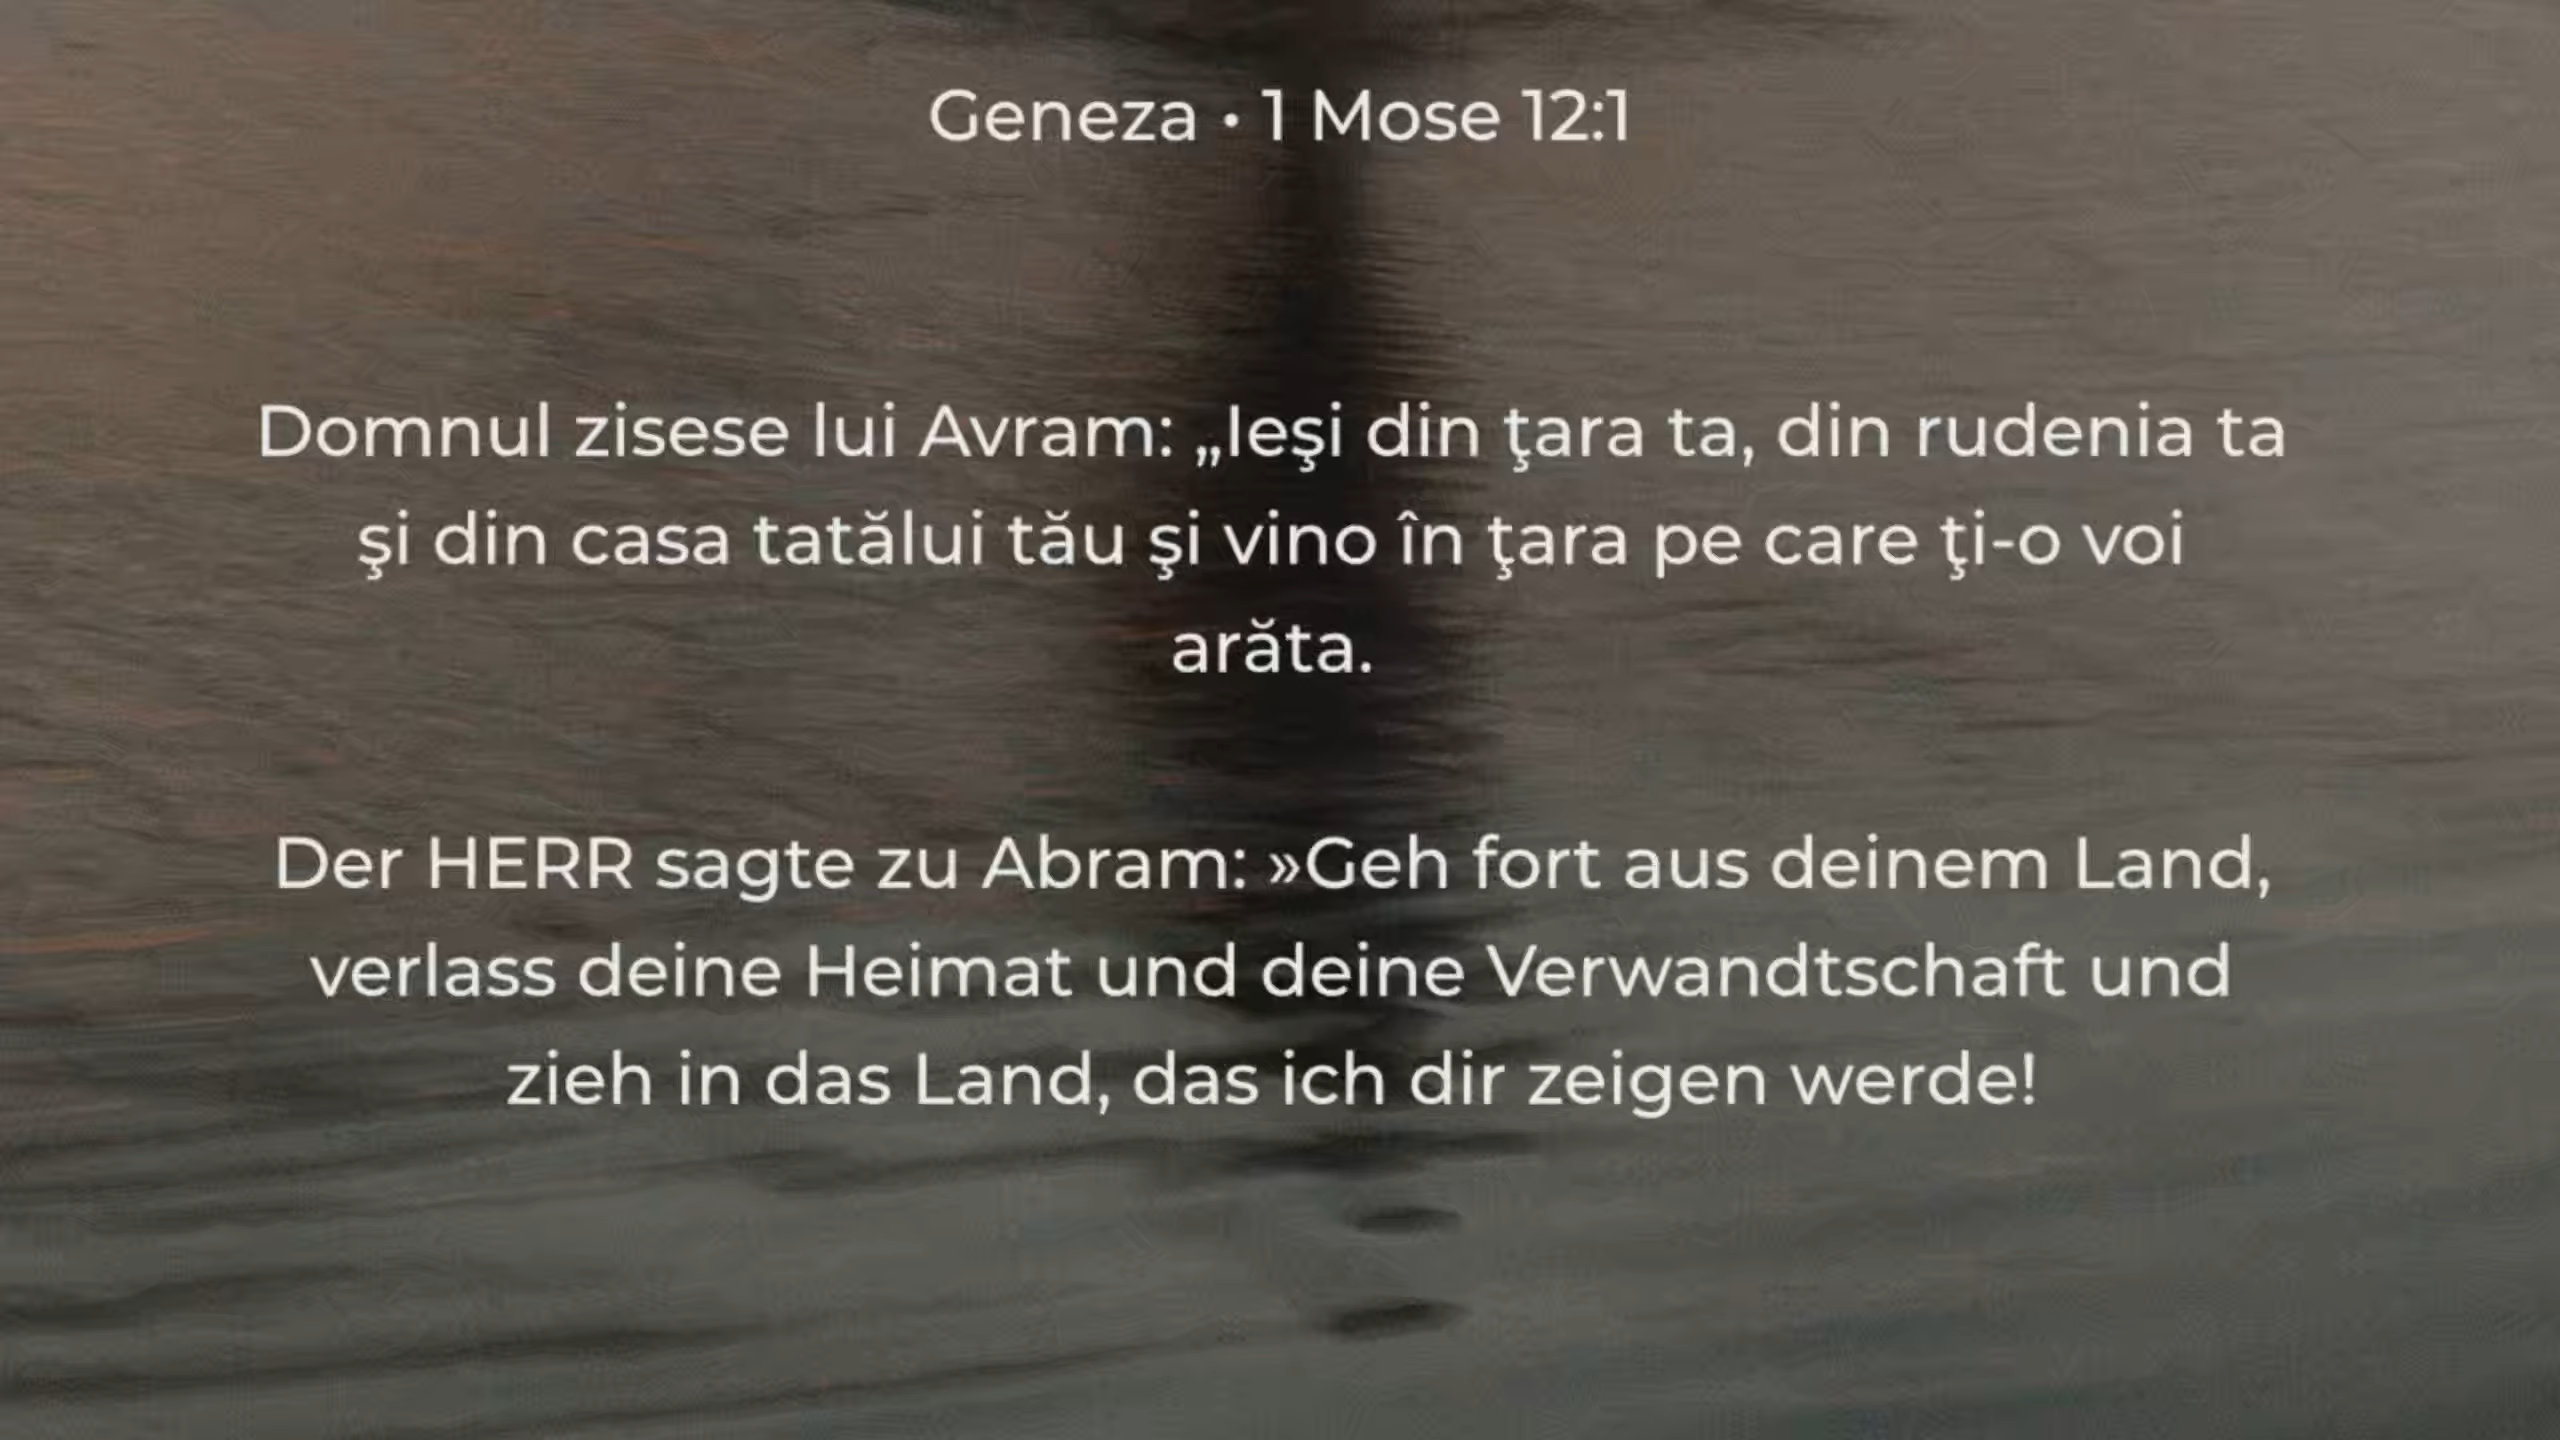 Geneza • 1 Mose 12:1
Domnul zisese lui Avram: „Ieşi din ţara ta, din rudenia ta
şi din casa tatălui tău şi vino în ţara pe care ţi-o voi
arăta.
Der HERR sagte zu Abram: »Geh fort aus deinem Land,
verlass deine Heimat und deine Verwandtschaft und
zieh in das Land, das ich dir zeigen werde!